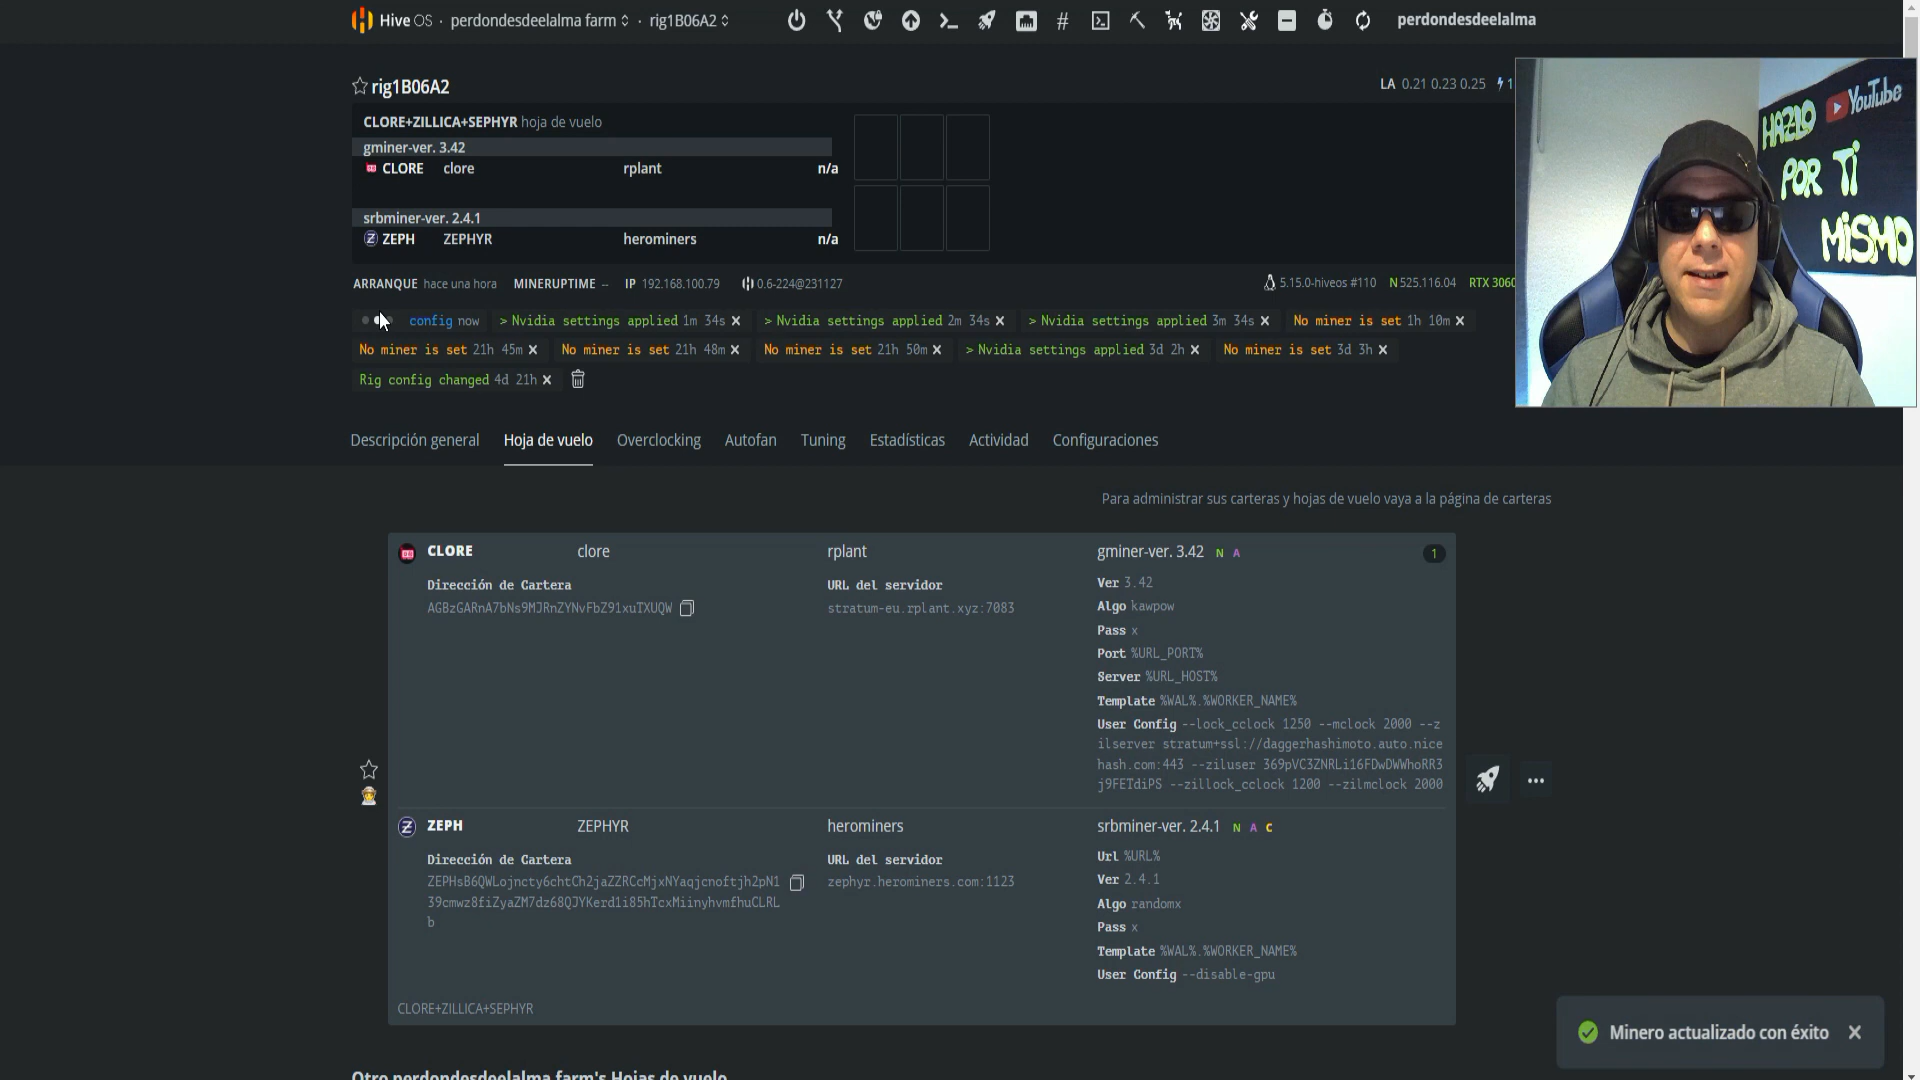 Hive OS · perdondesdeelalma farm · rig1B06A2
#
perdondesdeelalma
rig1B06A2
LA 0.21 0.23 0.25 1
CLORE+ZILLICA+SEPHYR hoja de vuelo
gminer-ver. 3.42
CLORE clore rplant n/a
srbminer-ver. 2.4.1
ZEPH ZEPHYR herominers n/a
ARRANQUE hace una hora MINERUPTIME -- IP 192.168.100.79 0.6-224@231127
5.15.0-hiveos #110 N 525.116.04 RTX 3060
config now > Nvidia settings applied 1m 34s × > Nvidia settings applied 2m 34s × > Nvidia settings applied 3m 34s × No miner is set 1h 10m ×
No miner is set 21h 45m × No miner is set 21h 48m × No miner is set 21h 50m × > Nvidia settings applied 3d 2h × No miner is set 3d 3h ×
Rig config changed 4d 21h ×
HAZLO
YouTube
POR TI
MiSMO
Descripción general Hoja de vuelo Overclocking Autofan Tuning Estadísticas Actividad Configuraciones
Para administrar sus carteras y hojas de vuelo vaya a la página de carteras
CLORE clore rplant gminer-ver. 3.42 N A 1
Dirección de Cartera
AGBzGARnA7bNs9MJRnZYNvFbZ91xuTXUQW
URL del servidor
stratum-eu.rplant.xyz:7083
Ver 3.42
Algo kawpow
Pass x
Port %URL_PORT%
Server %URL_HOST%
Template %WAL%.%WORKER_NAME%
User Config --lock_cclock 1250 --mclock 2000 --z
ilserver stratum+ssl://daggerhashimoto.auto.nice
hash.com:443 --ziluser 369pVC3ZNRLi16FDwDWWhoRR3
j9FETdiPS --zillock_cclock 1200 --zilmclock 2000
ZEPH ZEPHYR herominers srbminer-ver. 2.4.1 N A C
Dirección de Cartera
ZEPHsB6QWLojncty6chtCh2jaZZRCcMjxNYaqjcnoftjh2pN1
39cmwz8fiZyaZM7dz68QJYKerd1i85hTcxMiinyhvmfhuCLRL
b
URL del servidor
zephyr.herominers.com:1123
Url %URL%
Ver 2.4.1
Algo randomx
Pass x
Template %WAL%.%WORKER_NAME%
User Config --disable-gpu
CLORE+ZILLICA+SEPHYR
Minero actualizado con éxito ×
Otro perdondesdeelalma farm's Hojas de vuelo